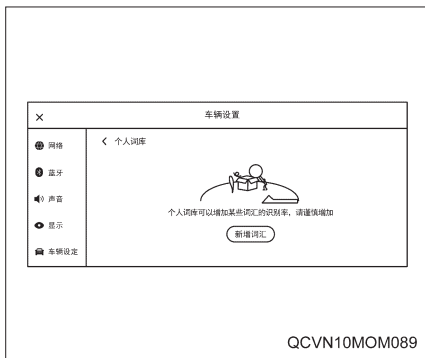 车辆设置
网络
蓝牙
声音
显示
车辆设定
个人词库
个人词库可以增加某些词汇的识别率，请谨慎增加
新增词汇
QCVN10MOM089